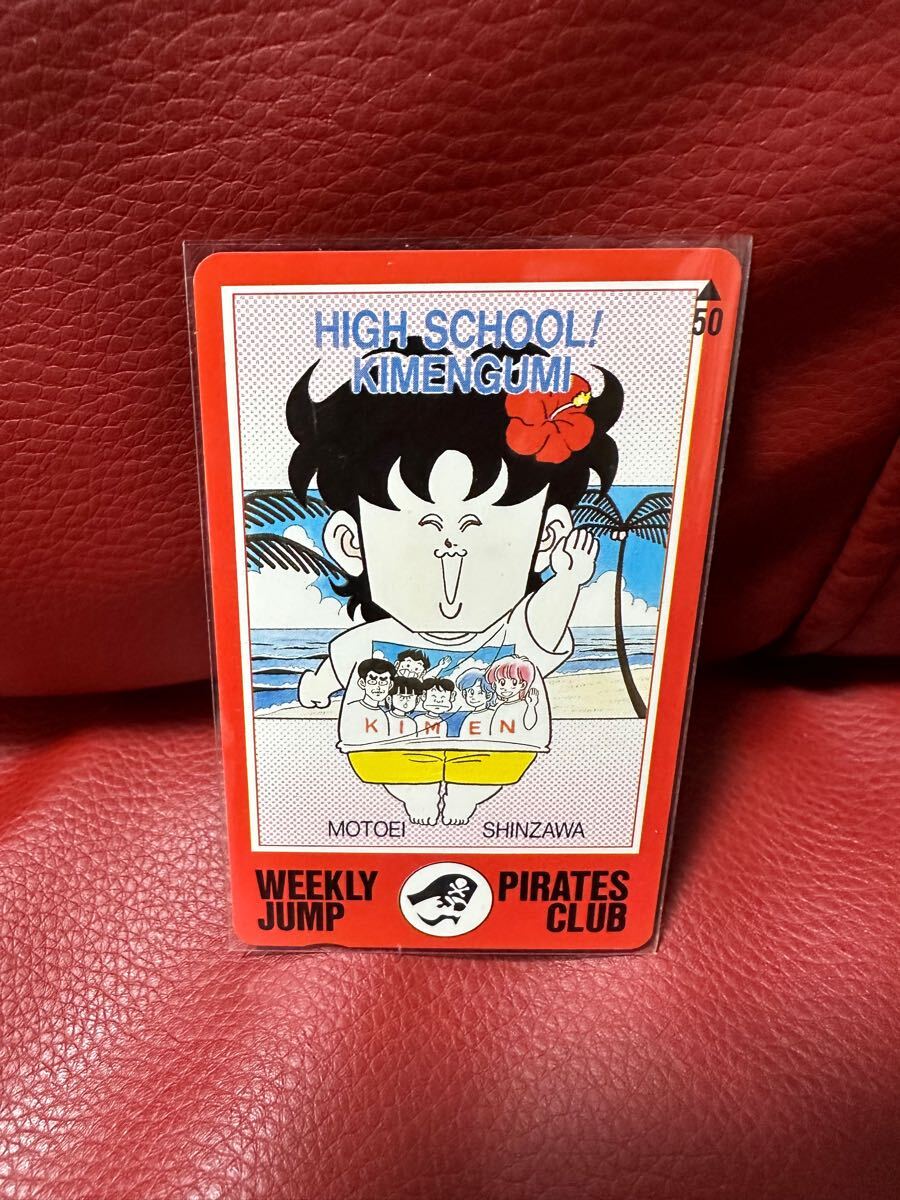 HIGH SCHOOL!
KIMENGUMI
50
KIMEN
MOTOEI SHINZAWA
WEEKLY JUMP
PIRATES CLUB